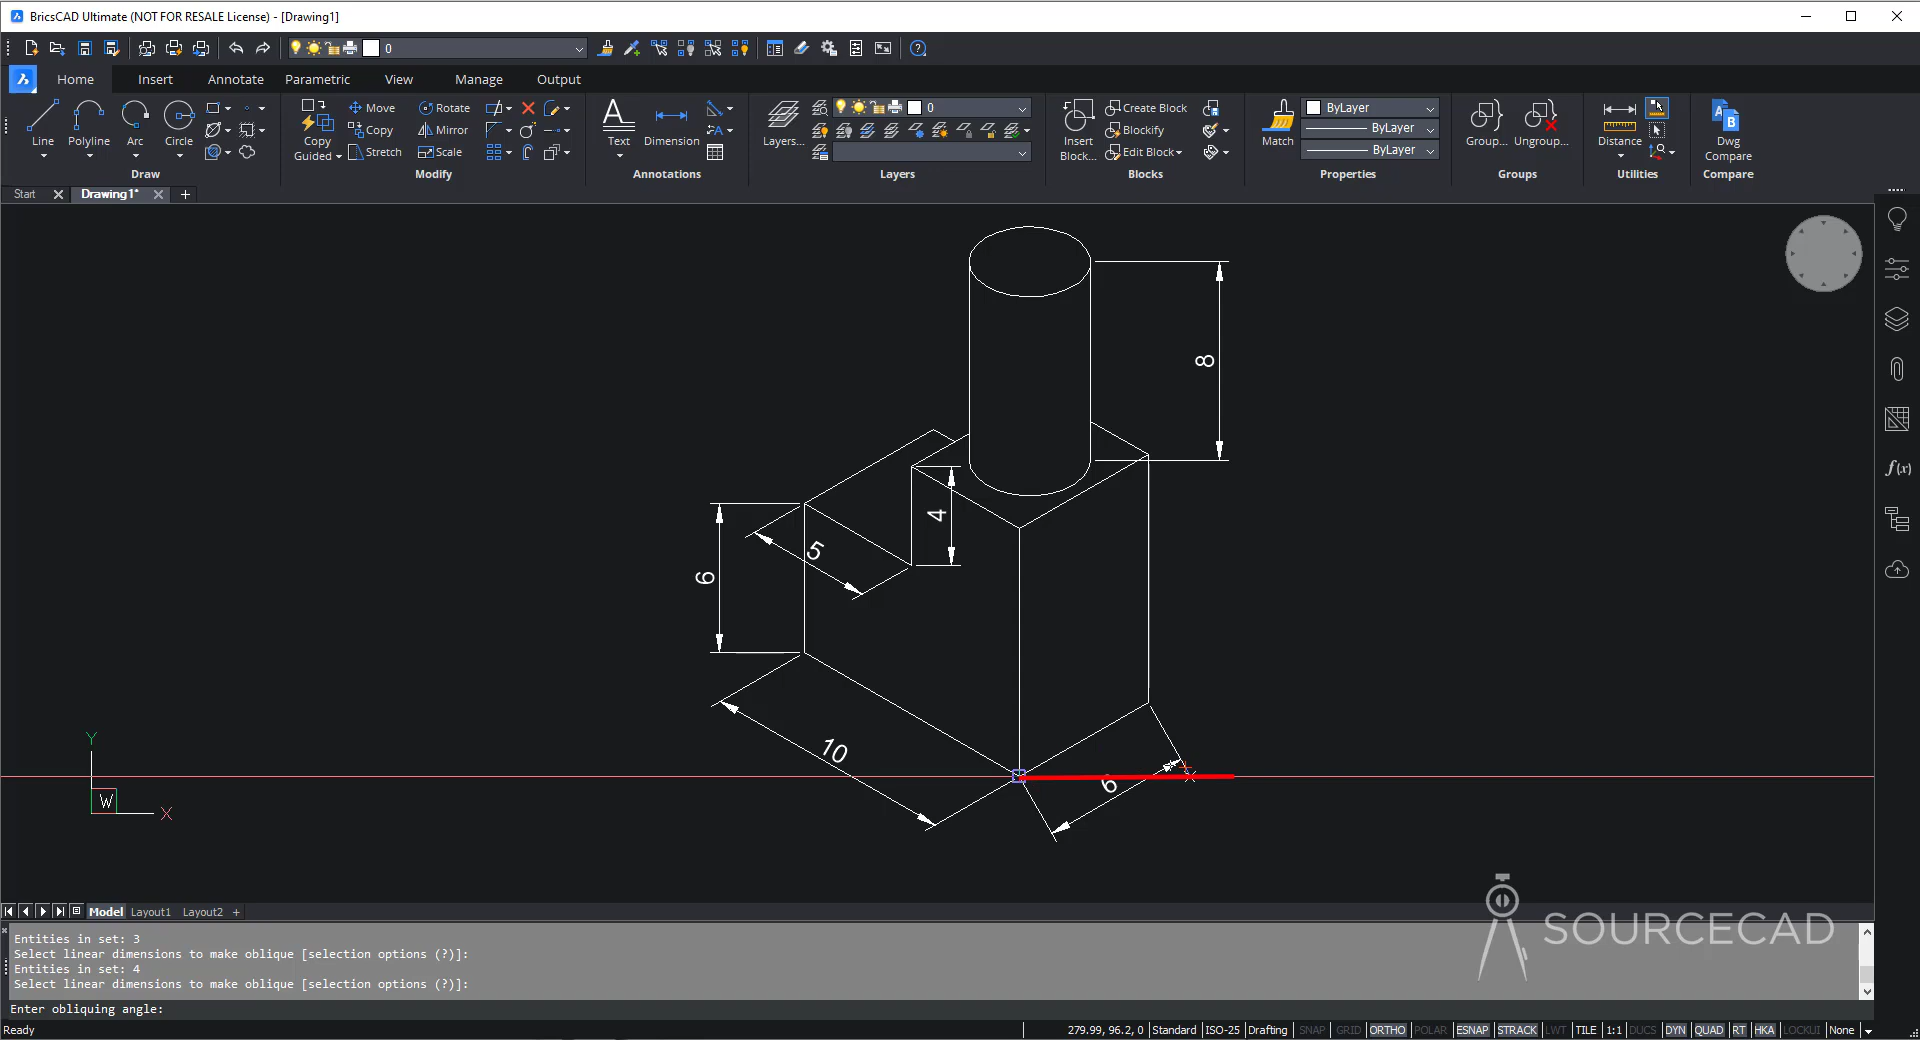 BricsCAD Ultimate (NOT FOR RESALE License) - [Drawing1]
0
Home Insert Annotate Parametric View Manage Output
Line Polyline Arc Circle
Copy Guided
Move Rotate
Copy Mirror
Stretch Scale
Text Dimension
Layers...
0
Insert Block...
Create Block
Blockify
Edit Block
Match
ByLayer
ByLayer
ByLayer
Group... Ungroup...
Distance
Dwg Compare
Draw Modify Annotations Layers Blocks Properties Groups Utilities Compare
Start Drawing1* +
8
4
5
6
10
6
Y
W
X
f(x)
Model Layout1 Layout2 +
SOURCECAD
Entities in set: 3
Select linear dimensions to make oblique [selection options (?)]:
Entities in set: 4
Select linear dimensions to make oblique [selection options (?)]:
Enter obliquing angle:
Ready 279.99, 96.2, 0 Standard ISO-25 Drafting SNAP GRID ORTHO POLAR ESNAP STRACK LWT TILE 1:1 DUCS DYN QUAD RT HKA LOCKUI None